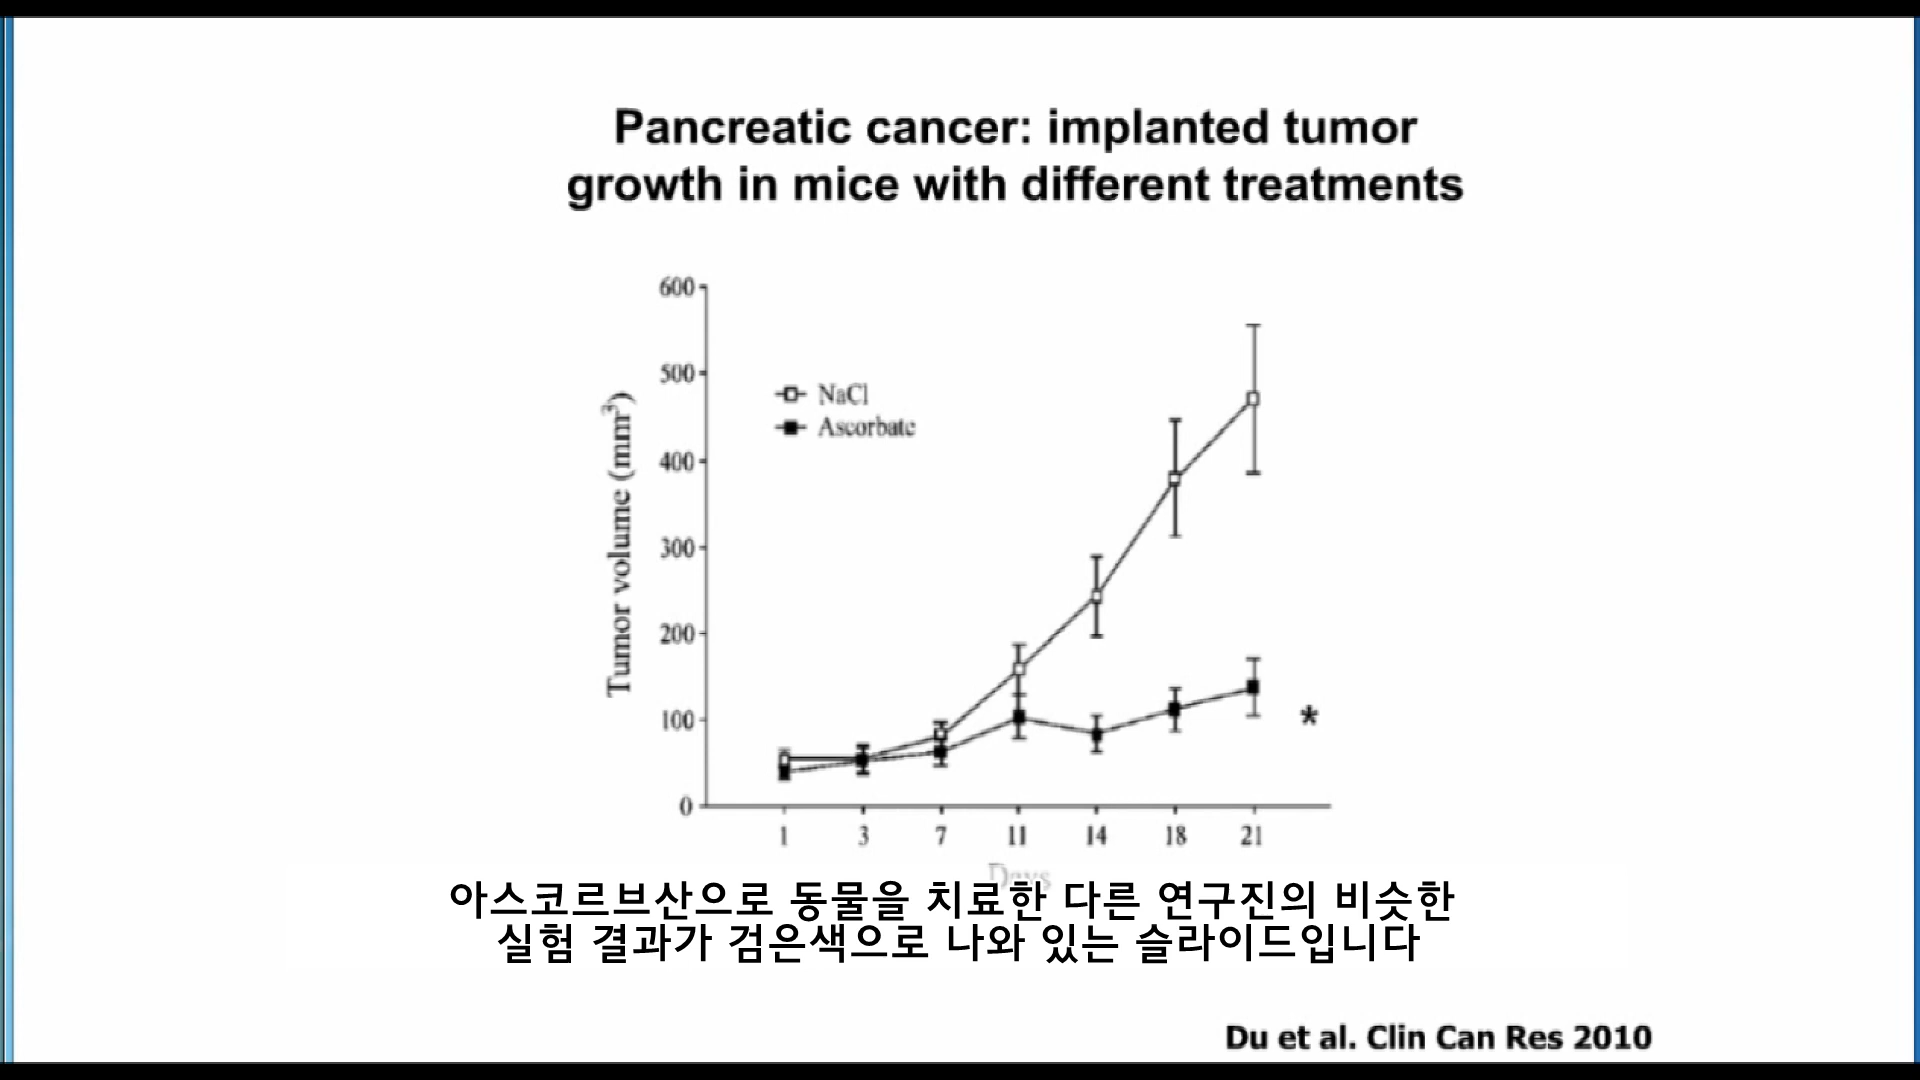 Pancreatic cancer: implanted tumor
growth in mice with different treatments
600
500
400
300
200
100
0
Tumor volume (mm³)
NaCl
Ascorbate
*
1 3 7 11 14 18 21
Days
아스코르브산으로 동물을 치료한 다른 연구진의 비슷한
실험 결과가 검은색으로 나와 있는 슬라이드입니다
Du et al. Clin Can Res 2010